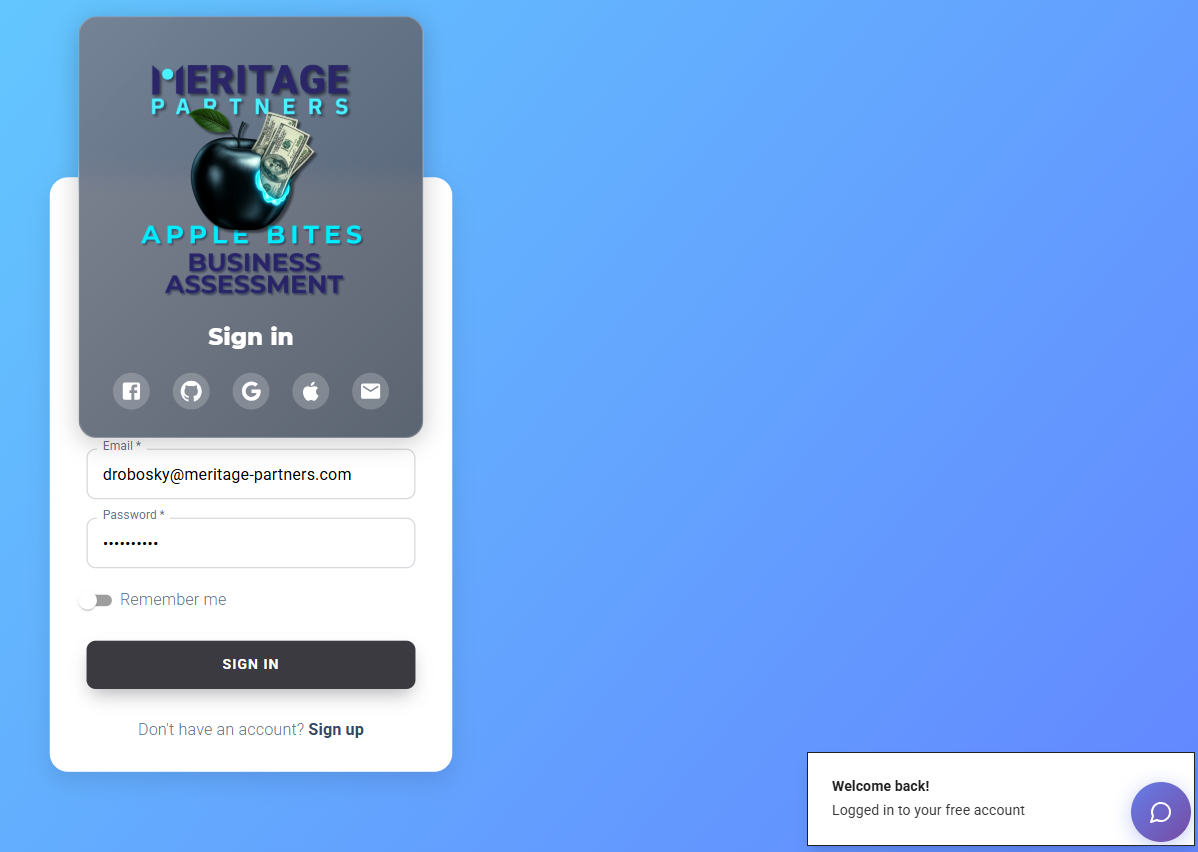 MERITAGE
PARTNERS
APPLE BITES
BUSINESS
ASSESSMENT
Sign in
Email *
drobosky@meritage-partners.com
Password *
••••••••••
Remember me
SIGN IN
Don't have an account? Sign up
Welcome back!
Logged in to your free account